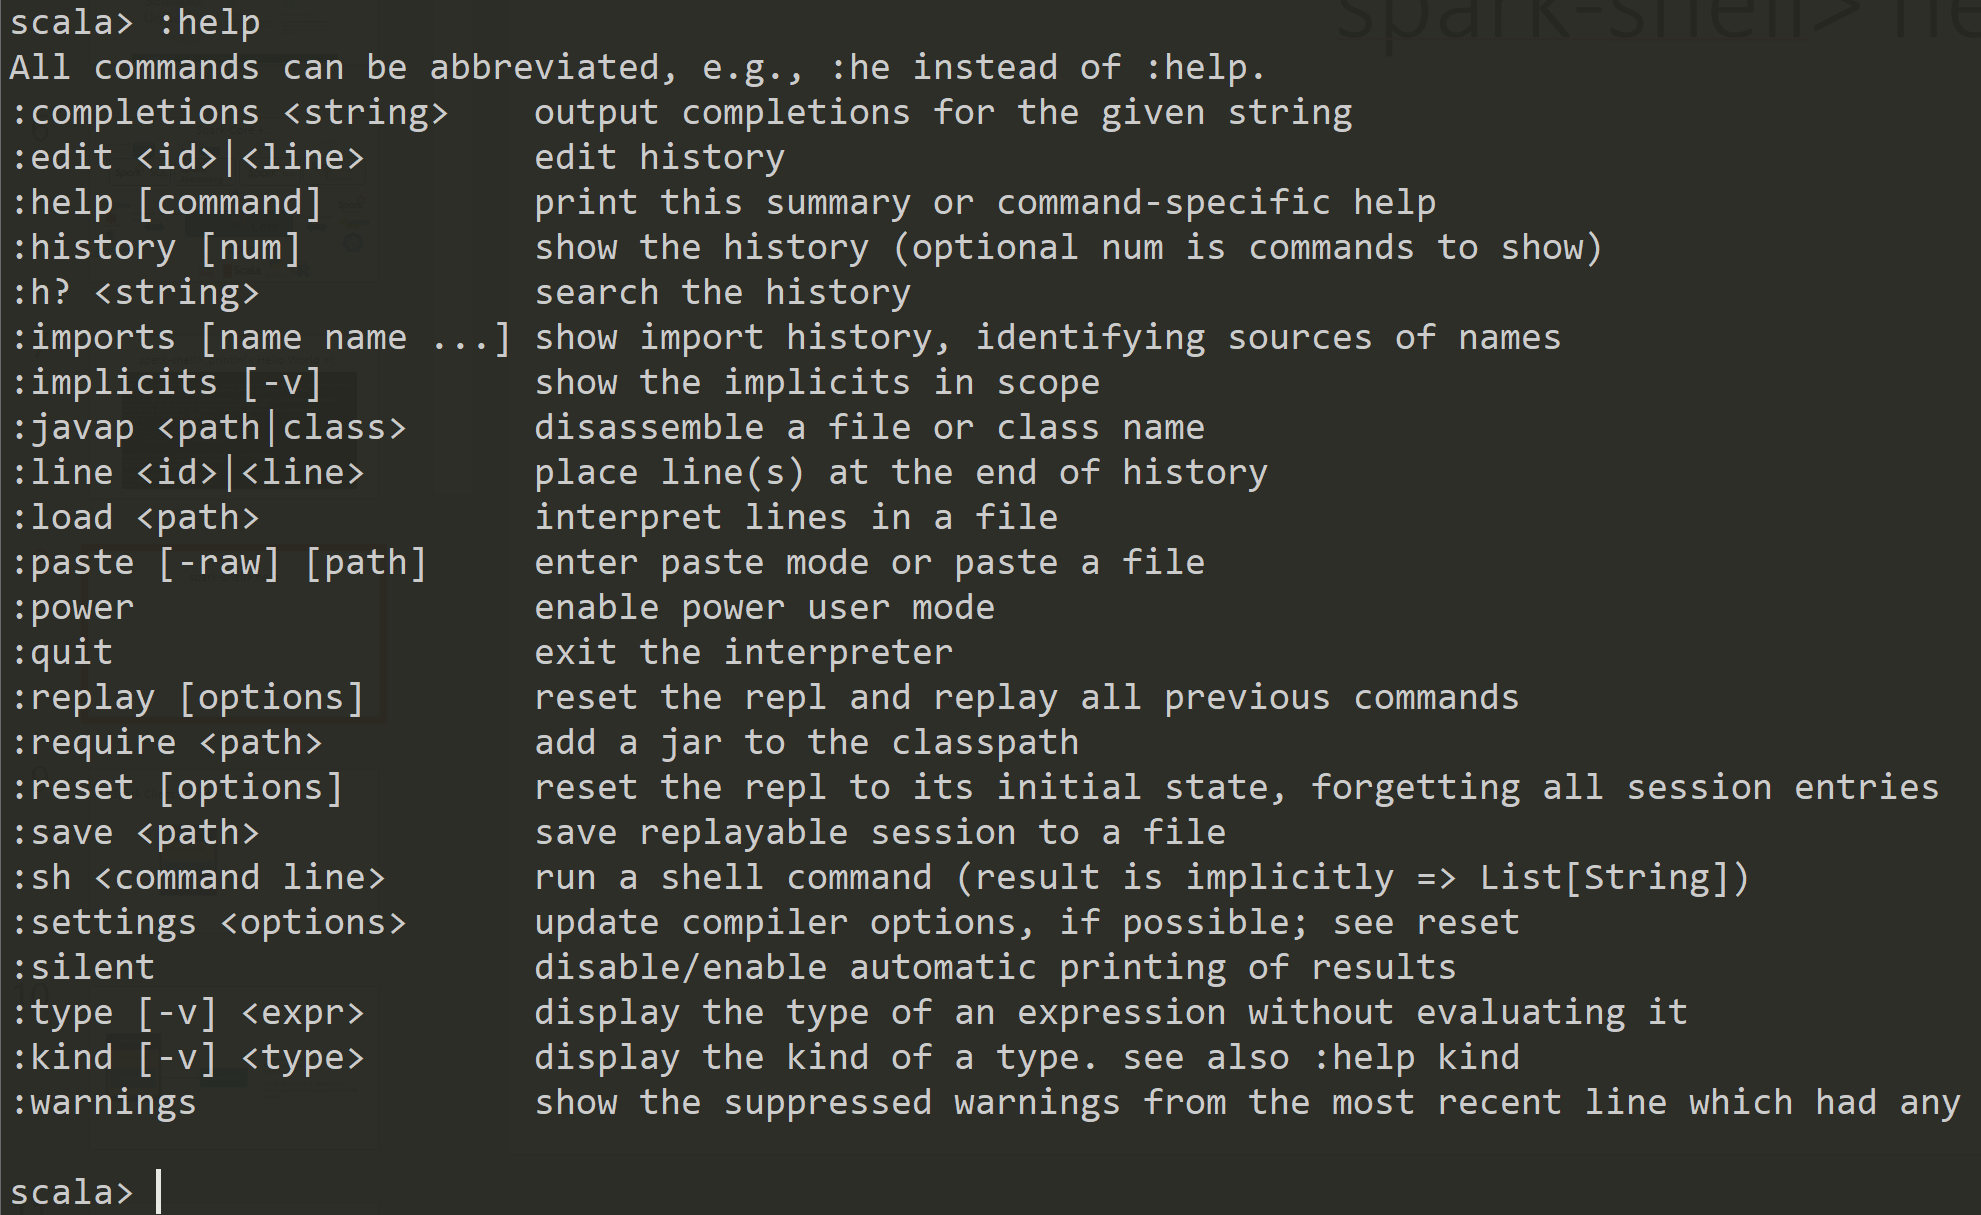 spark-shell> he
scala> :help
All commands can be abbreviated, e.g., :he instead of :help.
:completions <string>    output completions for the given string
:edit <id>|<line>        edit history
:help [command]          print this summary or command-specific help
:history [num]           show the history (optional num is commands to show)
:h? <string>             search the history
:imports [name name ...] show import history, identifying sources of names
:implicits [-v]          show the implicits in scope
:javap <path|class>      disassemble a file or class name
:line <id>|<line>        place line(s) at the end of history
:load <path>             interpret lines in a file
:paste [-raw] [path]     enter paste mode or paste a file
:power                   enable power user mode
:quit                    exit the interpreter
:replay [options]        reset the repl and replay all previous commands
:require <path>          add a jar to the classpath
:reset [options]         reset the repl to its initial state, forgetting all session entries
:save <path>             save replayable session to a file
:sh <command line>       run a shell command (result is implicitly => List[String])
:settings <options>      update compiler options, if possible; see reset
:silent                  disable/enable automatic printing of results
:type [-v] <expr>        display the type of an expression without evaluating it
:kind [-v] <type>        display the kind of a type. see also :help kind
:warnings                show the suppressed warnings from the most recent line which had any
scala>